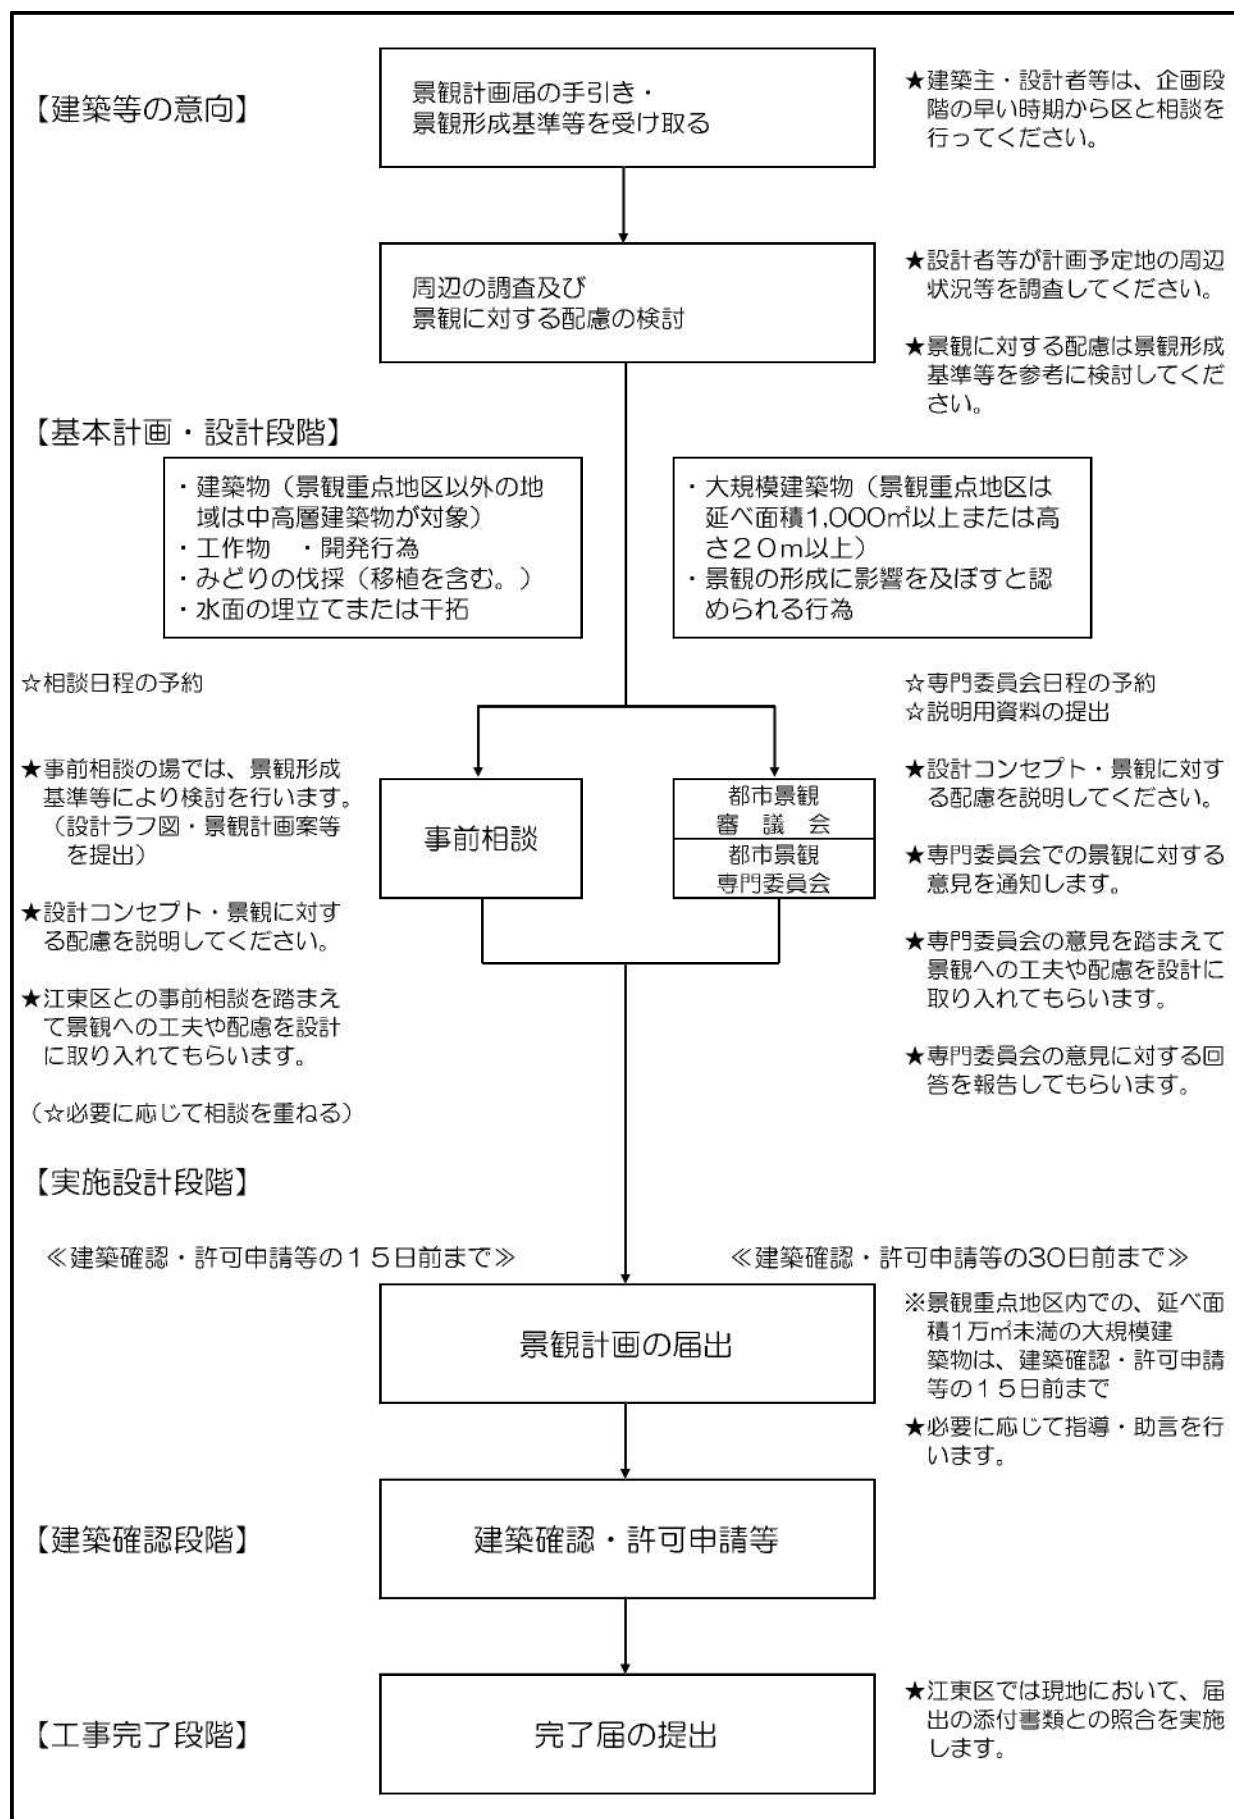 【建築等の意向】
景観計画届の手引き・
景観形成基準等を受け取る
★建築主・設計者等は、企画段
階の早い時期から区と相談を
行ってください。
周辺の調査及び
景観に対する配慮の検討
★設計者等が計画予定地の周辺
状況等を調査してください。
★景観に対する配慮は景観形成
基準等を参考に検討してくだ
さい。
【基本計画・設計段階】
・建築物（景観重点地区以外の地
域は中高層建築物が対象）
・工作物　・開発行為
・みどりの伐採（移植を含む。）
・水面の埋立てまたは干拓
・大規模建築物（景観重点地区は
延べ面積1,000㎡以上または高
さ２０ｍ以上）
・景観の形成に影響を及ぼすと認
められる行為
☆相談日程の予約
★事前相談の場では、景観形成
基準等により検討を行います。
（設計ラフ図・景観計画案等
を提出）
★設計コンセプト・景観に対す
る配慮を説明してください。
★江東区との事前相談を踏まえ
て景観への工夫や配慮を設計
に取り入れてもらいます。
（☆必要に応じて相談を重ねる）
事前相談
都市景観
審　議　会
都市景観
専門委員会
☆専門委員会日程の予約
☆説明用資料の提出
★設計コンセプト・景観に対す
る配慮を説明してください。
★専門委員会での景観に対する
意見を通知します。
★専門委員会の意見を踏まえて
景観への工夫や配慮を設計に
取り入れてもらいます。
★専門委員会の意見に対する回
答を報告してもらいます。
【実施設計段階】
≪建築確認・許可申請等の１５日前まで≫
≪建築確認・許可申請等の30日前まで≫
景観計画の届出
※景観重点地区内での、延べ面
積1万㎡未満の大規模建
築物は、建築確認・許可申請
等の１５日前まで
★必要に応じて指導・助言を行
います。
【建築確認段階】
建築確認・許可申請等
【工事完了段階】
完了届の提出
★江東区では現地において、届
出の添付書類との照合を実施
します。